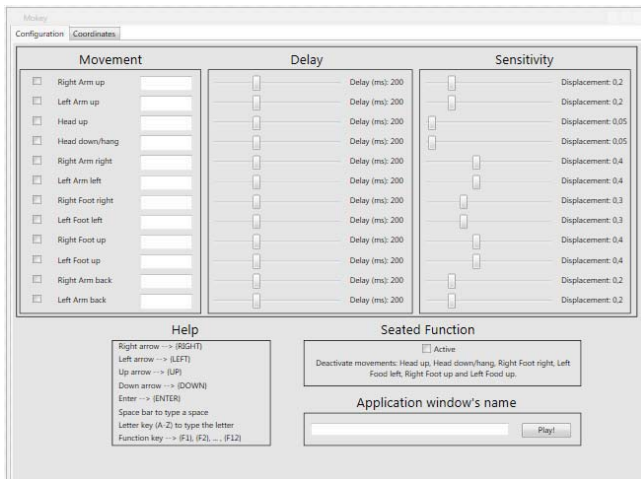 Mokey
Configuration Coordinates
Movement Delay Sensitivity
Right Arm up Delay (ms): 200 Displacement: 0,2
Left Arm up Delay (ms): 200 Displacement: 0,2
Head up Delay (ms): 200 Displacement: 0,05
Head down/hang Delay (ms): 200 Displacement: 0,05
Right Arm right Delay (ms): 200 Displacement: 0,4
Left Arm left Delay (ms): 200 Displacement: 0,4
Right Foot right Delay (ms): 200 Displacement: 0,3
Left Foot left Delay (ms): 200 Displacement: 0,3
Right Foot up Delay (ms): 200 Displacement: 0,4
Left Foot up Delay (ms): 200 Displacement: 0,4
Right Arm back Delay (ms): 200 Displacement: 0,2
Left Arm back Delay (ms): 200 Displacement: 0,2
Help
Right arrow --> (RIGHT)
Left arrow --> (LEFT)
Up arrow --> (UP)
Down arrow --> (DOWN)
Enter --> (ENTER)
Space bar to type a space
Letter key (A-Z) to type the letter
Function key --> (F1), (F2), ... , (F12)
Seated Function
Active
Deactivate movements: Head up, Head down/hang, Right Foot right, Left
Food left, Right Foot up and Left Food up.
Application window's name
Play!